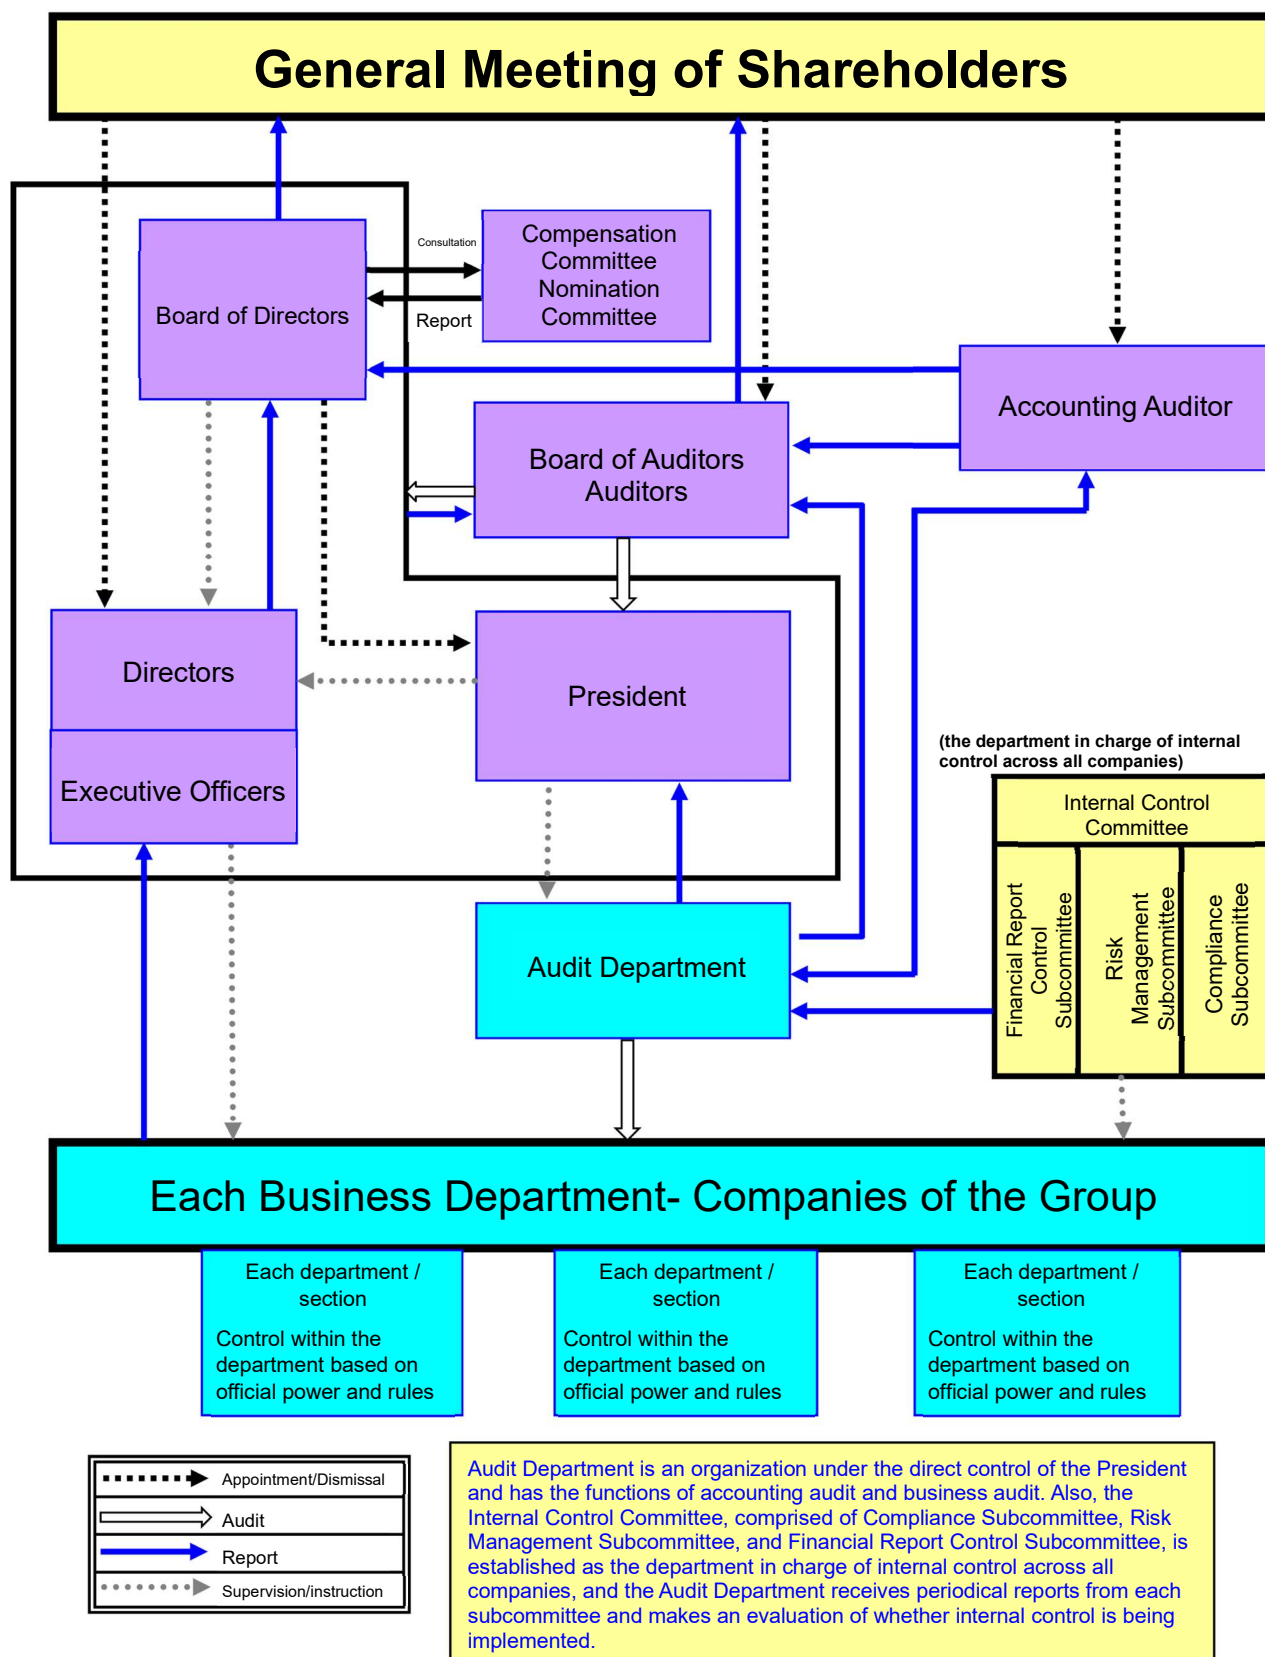 General Meeting of Shareholders
Consultation
Compensation
Committee
Nomination
Committee
Board of Directors
Report
Accounting Auditor
Board of Auditors
Auditors
Directors
President
Executive Officers
(the department in charge of internal
control across all companies)
Internal Control
Committee
Financial Report
Control
Subcommittee
Risk
Management
Subcommittee
Compliance
Subcommittee
Audit Department
Each Business Department- Companies of the Group
Each department /
section
Control within the
department based on
official power and rules
Each department /
section
Control within the
department based on
official power and rules
Each department /
section
Control within the
department based on
official power and rules
Appointment/Dismissal
Audit
Report
Supervision/instruction
Audit Department is an organization under the direct control of the President
and has the functions of accounting audit and business audit. Also, the
Internal Control Committee, comprised of Compliance Subcommittee, Risk
Management Subcommittee, and Financial Report Control Subcommittee, is
established as the department in charge of internal control across all
companies, and the Audit Department receives periodical reports from each
subcommittee and makes an evaluation of whether internal control is being
implemented.